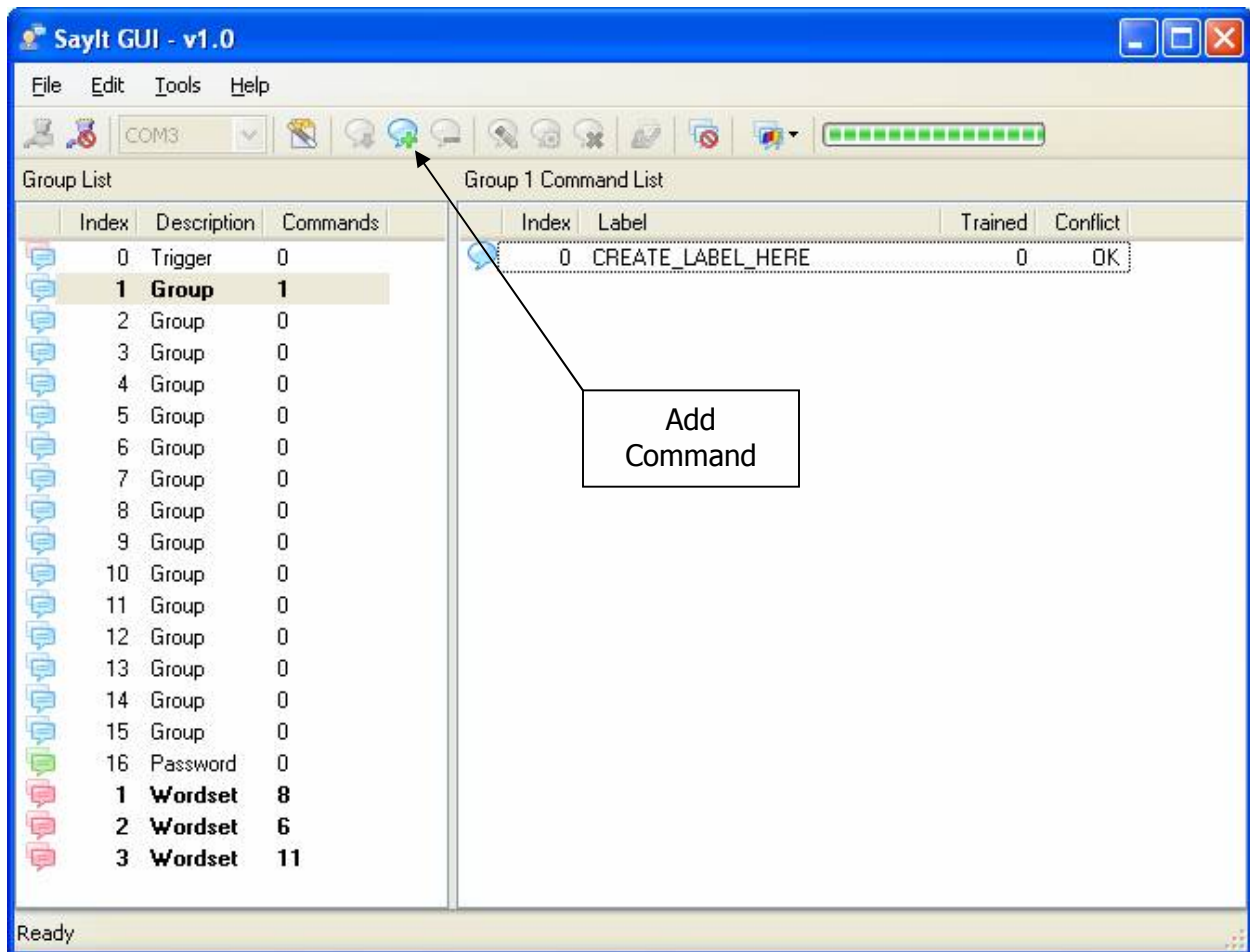 SayIt GUI - v1.0
File Edit Tools Help
COM3
Group List
Group 1 Command List
Index Description Commands
Index Label Trained Conflict
0 Trigger 0
0 CREATE_LABEL_HERE 0 OK
1 Group 1
2 Group 0
3 Group 0
4 Group 0
5 Group 0
6 Group 0
7 Group 0
8 Group 0
9 Group 0
10 Group 0
11 Group 0
12 Group 0
13 Group 0
14 Group 0
15 Group 0
16 Password 0
1 Wordset 8
2 Wordset 6
3 Wordset 11
Add
Command
Ready